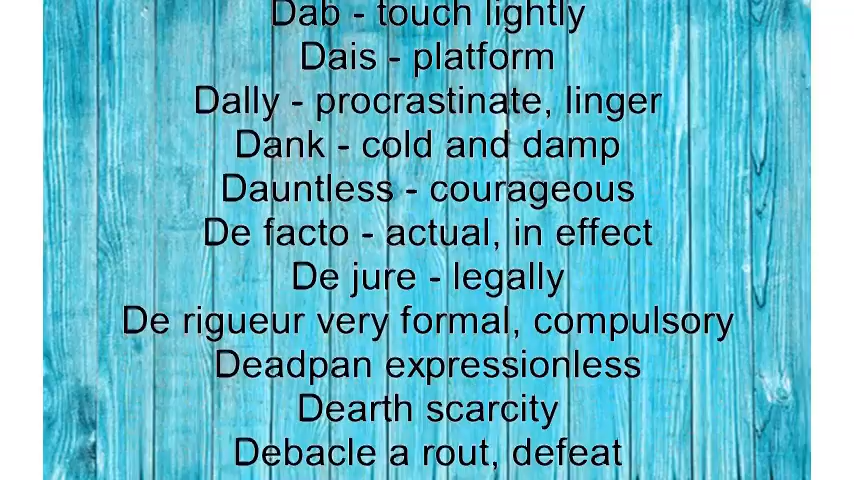 Dab - touch lightly
Dais - platform
Dally - procrastinate, linger
Dank - cold and damp
Dauntless - courageous
De facto - actual, in effect
De jure - legally
De rigueur very formal, compulsory
Deadpan expressionless
Dearth scarcity
Debacle a rout, defeat